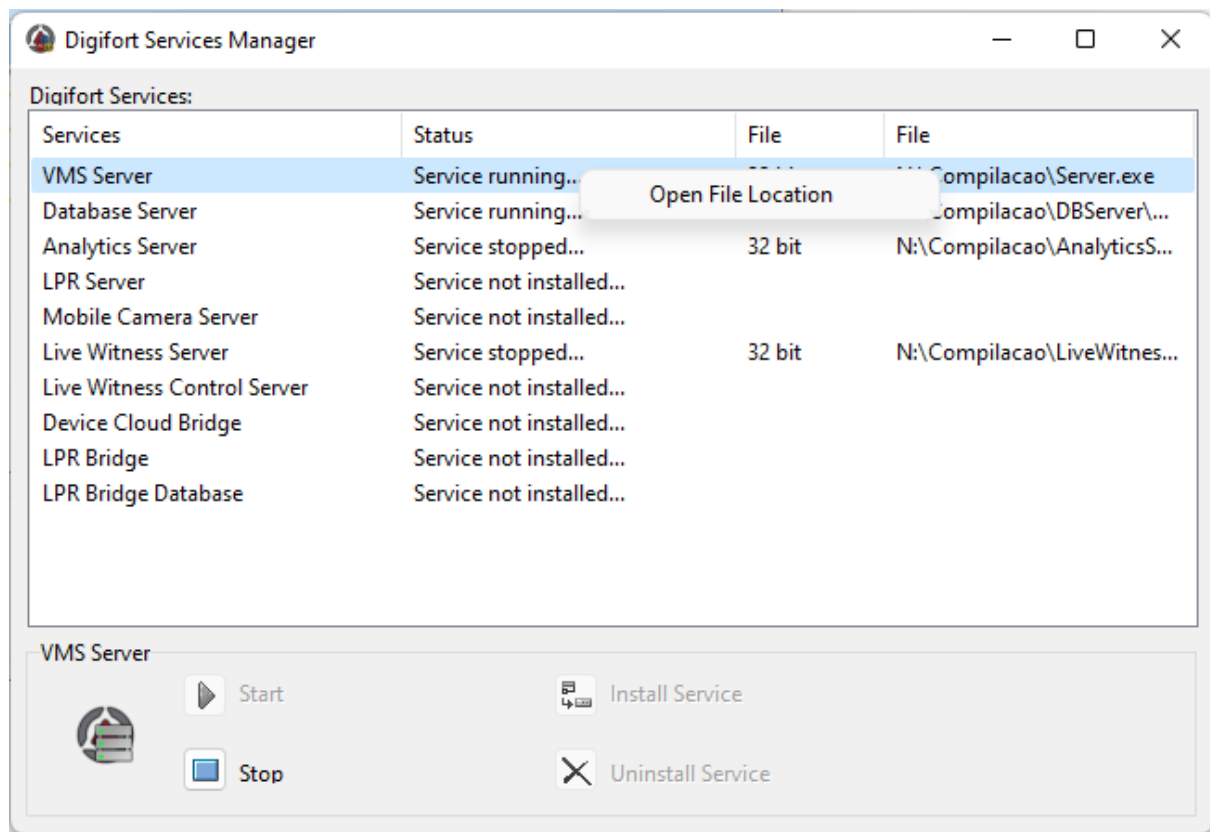 Digifort Services Manager
Digifort Services:
Services Status File File
VMS Server Service running... Compilacao\Server.exe
Open File Location
Database Server Service running... Compilacao\DBServer\...
Analytics Server Service stopped... 32 bit N:\Compilacao\AnalyticsS...
LPR Server Service not installed...
Mobile Camera Server Service not installed...
Live Witness Server Service stopped... 32 bit N:\Compilacao\LiveWitnes...
Live Witness Control Server Service not installed...
Device Cloud Bridge Service not installed...
LPR Bridge Service not installed...
LPR Bridge Database Service not installed...
VMS Server
Start Install Service
Stop Uninstall Service